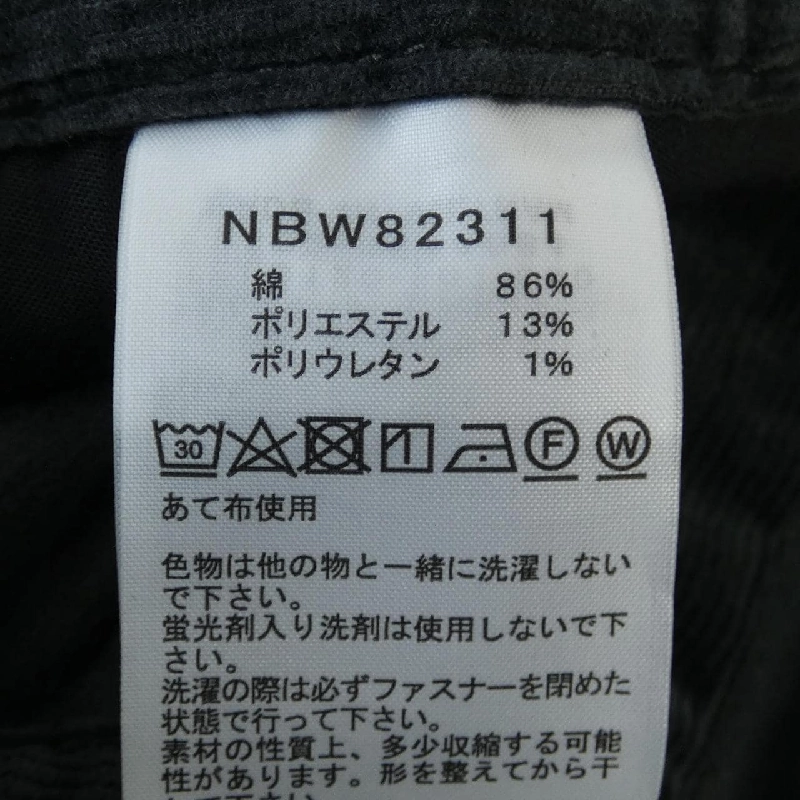 NBW82311
綿 86%
ポリエステル 13%
ポリウレタン 1%
30 F W
あて布使用
色物は他の物と一緒に洗濯しない
で下さい。
蛍光剤入り洗剤は使用しないで下
さい。
洗濯の際は必ずファスナーを閉めた
状態で行って下さい。
素材の性質上、多少収縮する可能
性があります。形を整えてから干
して下さい。